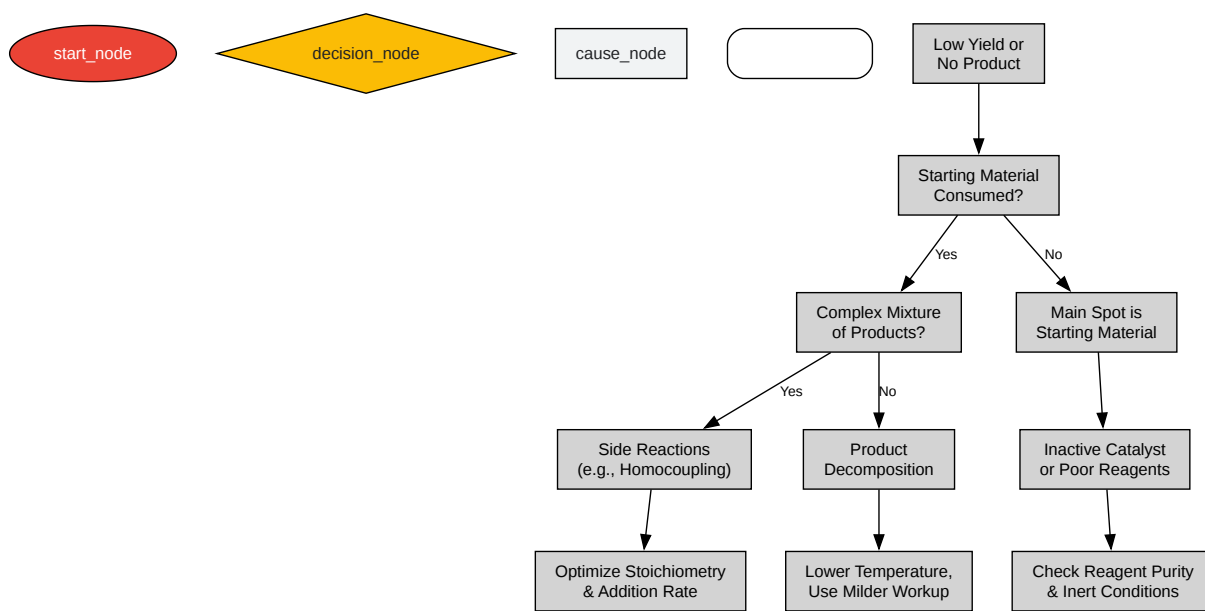 start_node
decision_node
cause_node
Low Yield or
No Product
Starting Material
Consumed?
Yes
No
Complex Mixture
of Products?
Main Spot is
Starting Material
Yes
No
Side Reactions
(e.g., Homocoupling)
Product
Decomposition
Inactive Catalyst
or Poor Reagents
Optimize Stoichiometry
& Addition Rate
Lower Temperature,
Use Milder Workup
Check Reagent Purity
& Inert Conditions